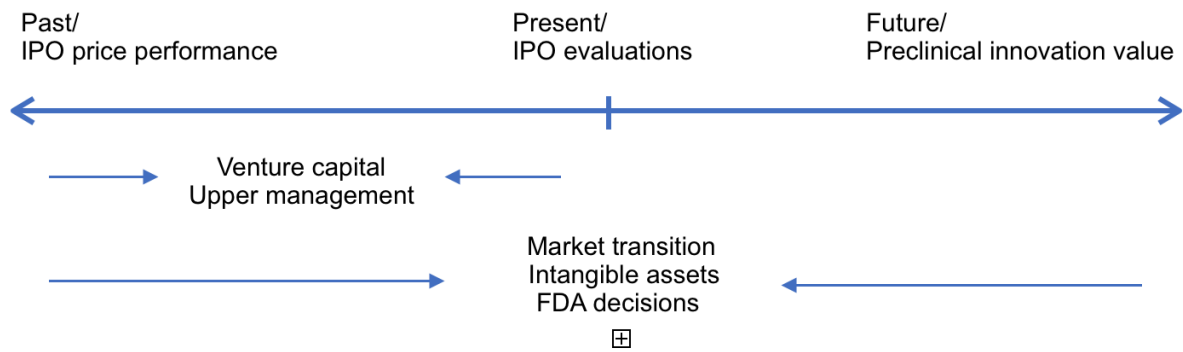 Past/
IPO price performance
Present/
IPO evaluations
Future/
Preclinical innovation value
Venture capital
Upper management
Market transition
Intangible assets
FDA decisions